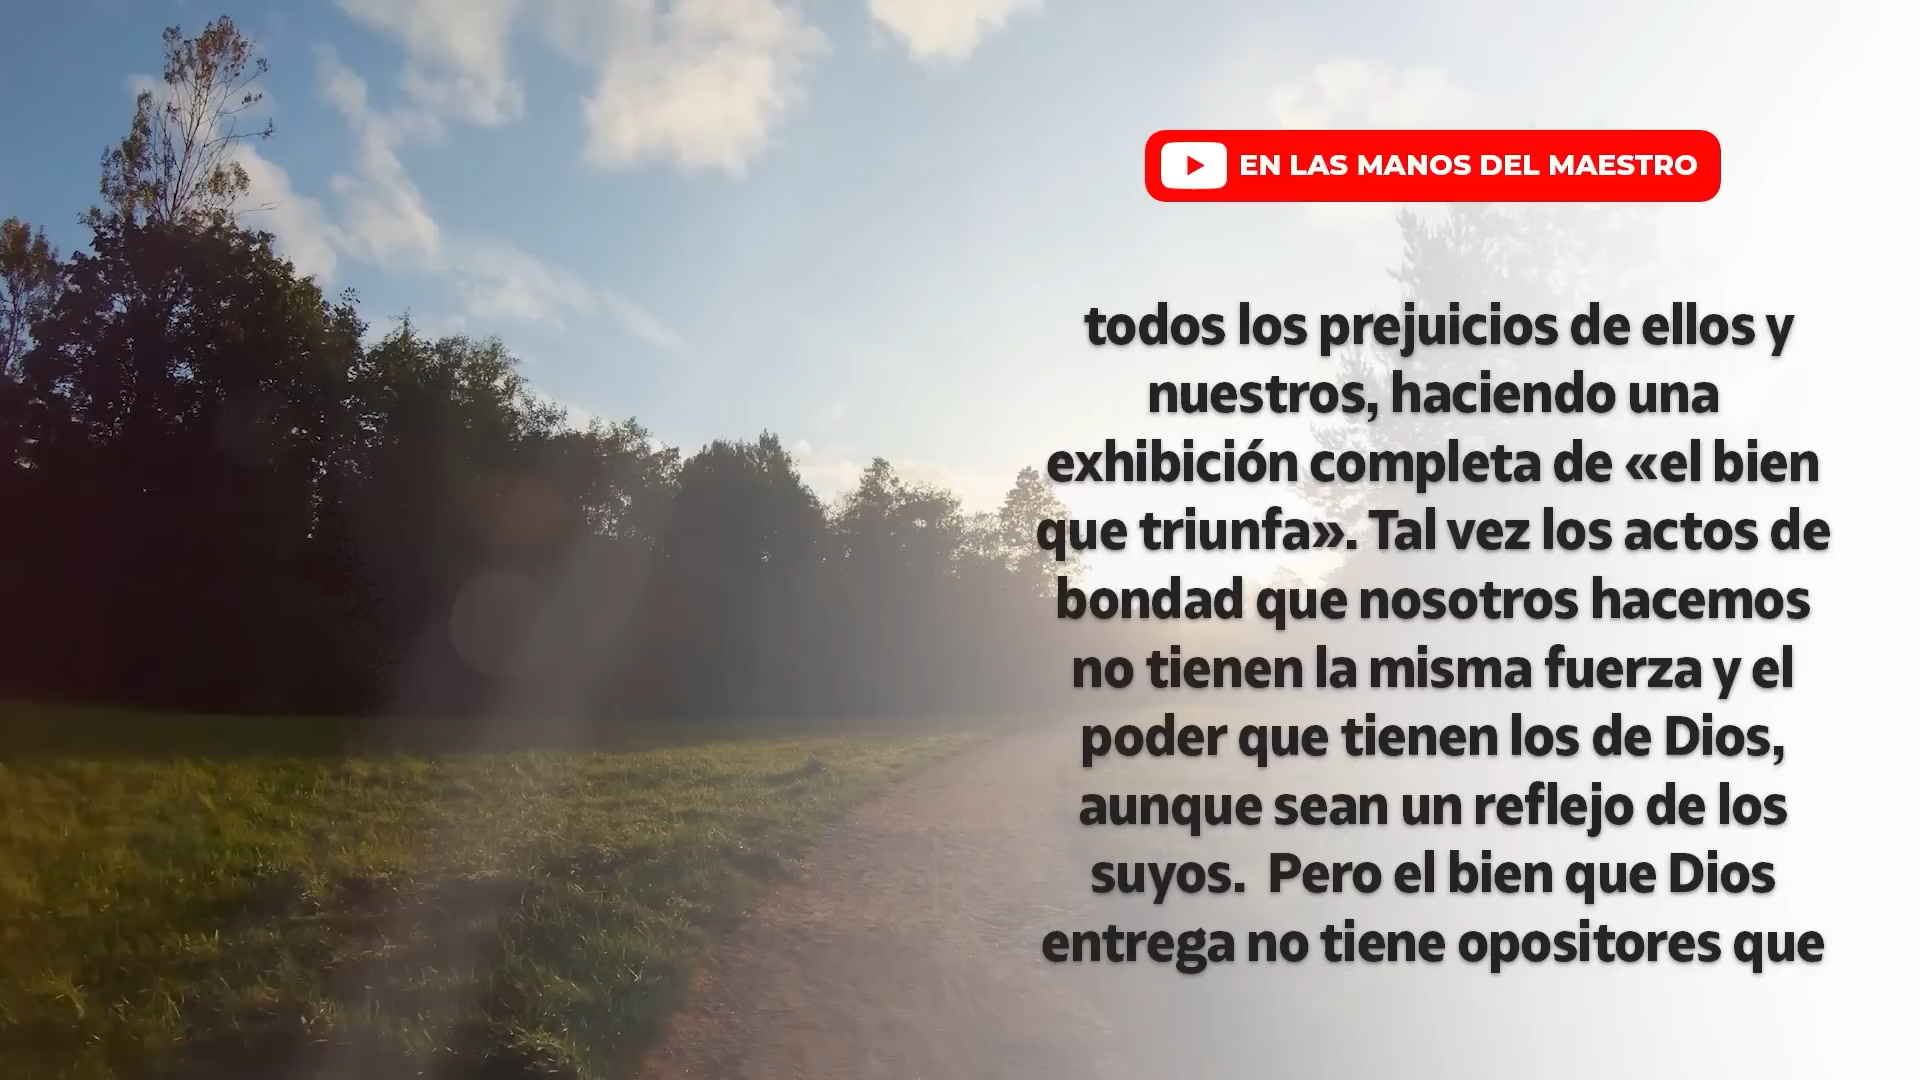 EN LAS MANOS DEL MAESTRO
todos los prejuicios de ellos y
nuestros, haciendo una
exhibición completa de «el bien
que triunfa». Tal vez los actos de
bondad que nosotros hacemos
no tienen la misma fuerza y el
poder que tienen los de Dios,
aunque sean un reflejo de los
suyos.  Pero el bien que Dios
entrega no tiene opositores que